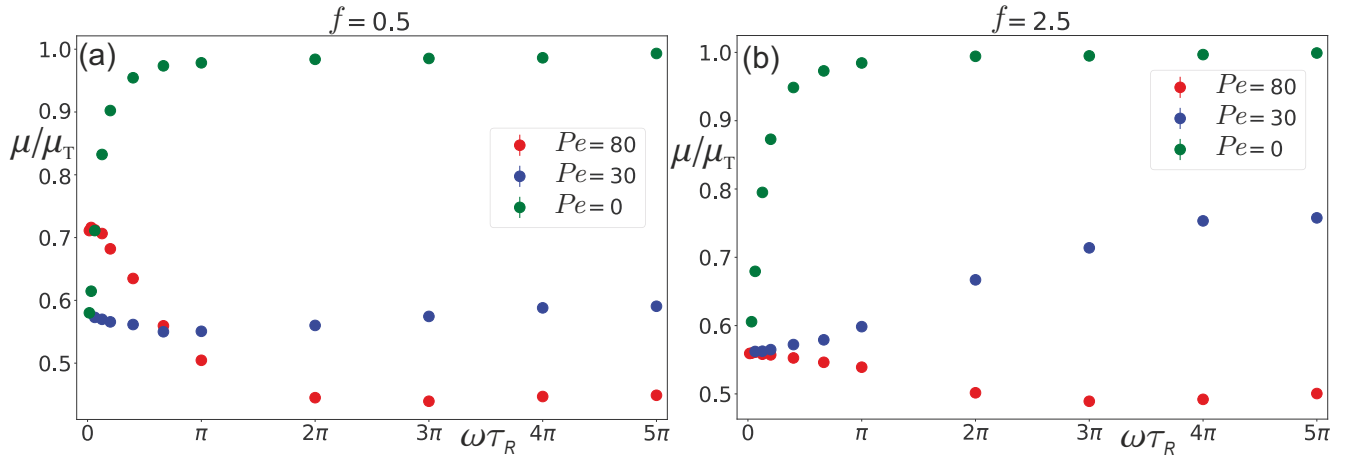 f = 0.5
(a)
μ/μ_T
1.0
0.9
0.8
0.7
0.6
0.5
Pe = 80
Pe = 30
Pe = 0
0 π 2π 3π 4π 5π
ωτ_R
f = 2.5
(b)
μ/μ_T
1.0
0.9
0.8
0.7
0.6
0.5
Pe = 80
Pe = 30
Pe = 0
0 π 2π 3π 4π 5π
ωτ_R